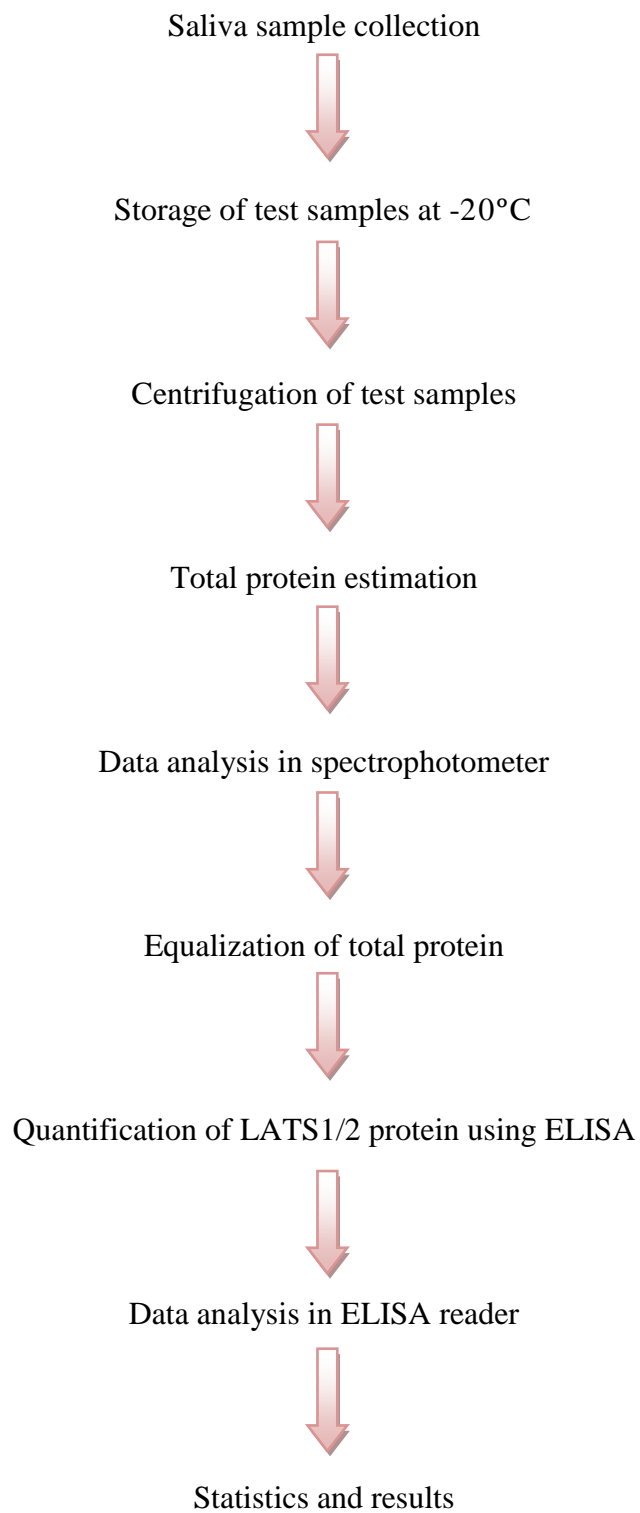 Saliva sample collection
Storage of test samples at -20°C
Centrifugation of test samples
Total protein estimation
Data analysis in spectrophotometer
Equalization of total protein
Quantification of LATS1/2 protein using ELISA
Data analysis in ELISA reader
Statistics and results